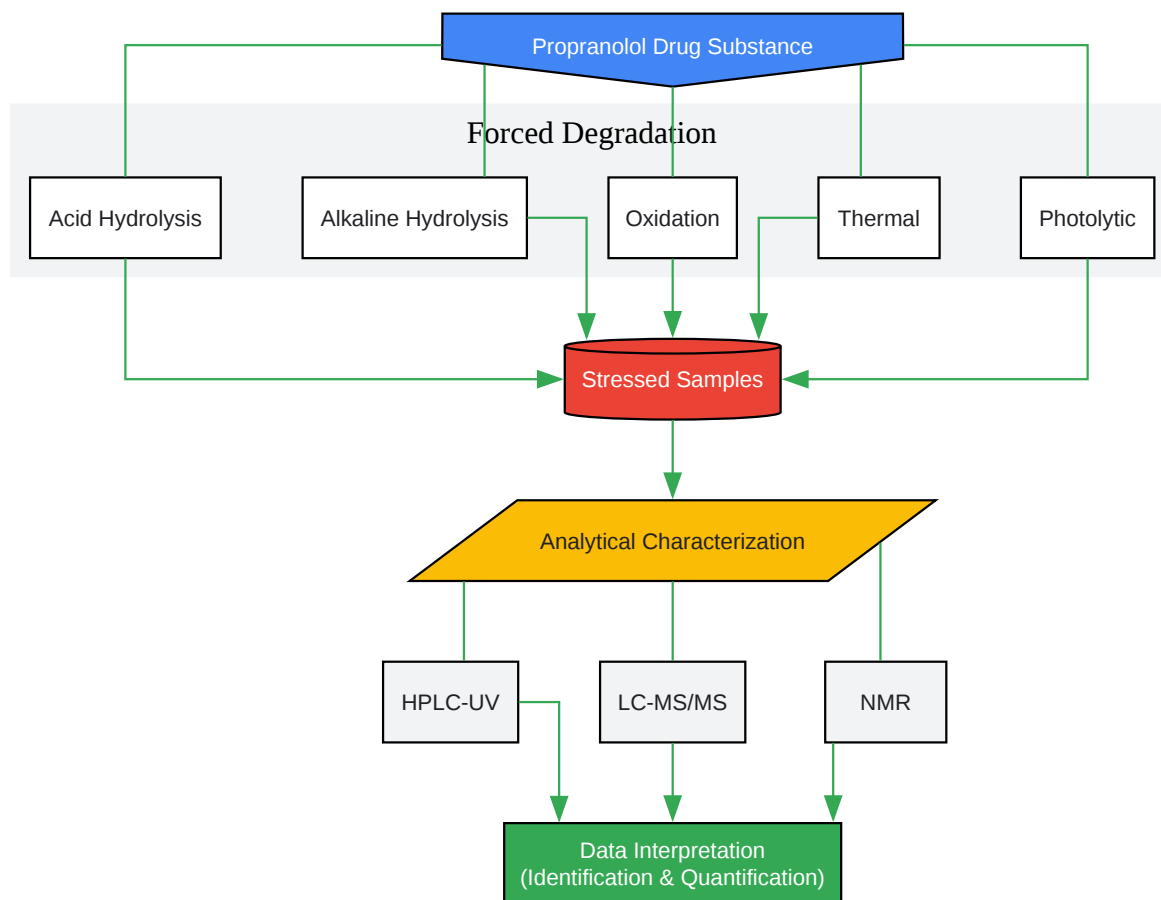 Propranolol Drug Substance
Forced Degradation
Acid Hydrolysis
Alkaline Hydrolysis
Oxidation
Thermal
Photolytic
Stressed Samples
Analytical Characterization
HPLC-UV
LC-MS/MS
NMR
Data Interpretation
(Identification & Quantification)